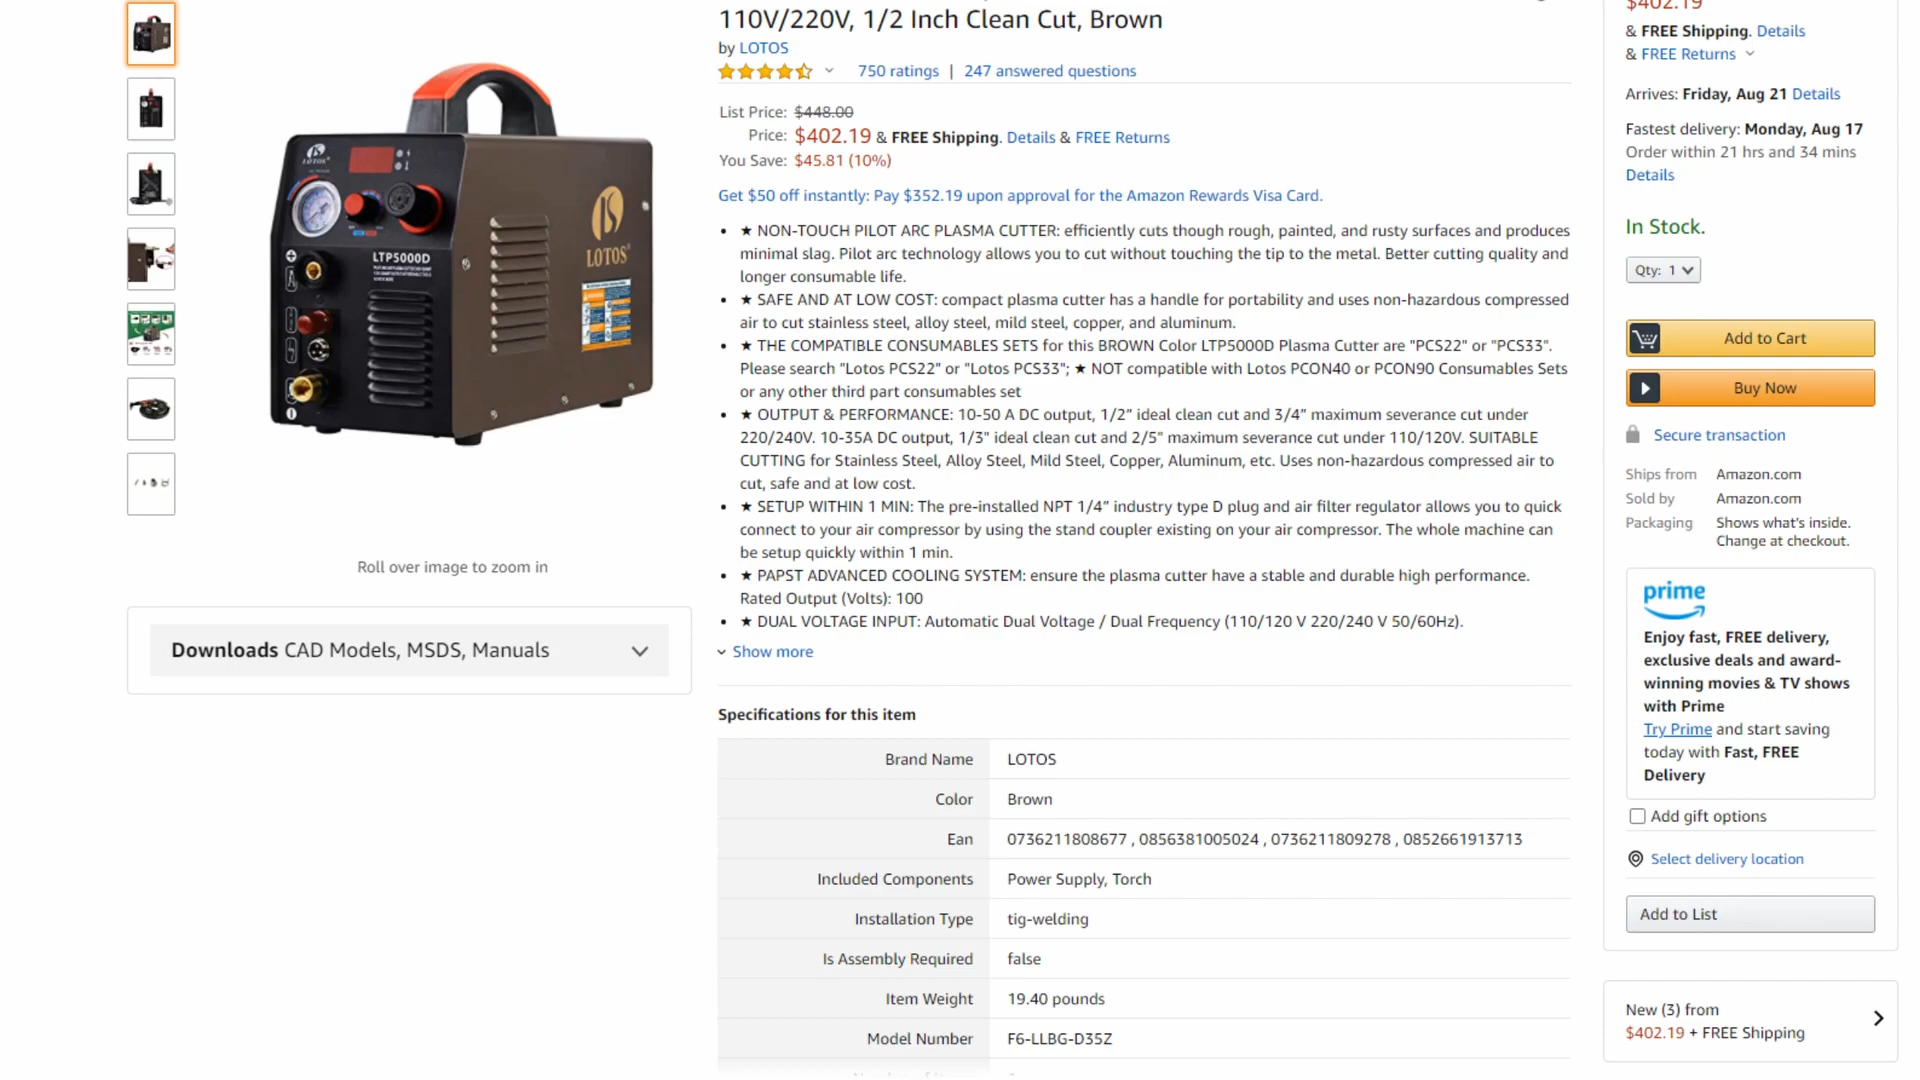 110V/220V, 1/2 Inch Clean Cut, Brown
by LOTOS
750 ratings | 247 answered questions
List Price: $448.00
Price: $402.19 & FREE Shipping. Details & FREE Returns
You Save: $45.81 (10%)
Get $50 off instantly: Pay $352.19 upon approval for the Amazon Rewards Visa Card.
• ★ NON-TOUCH PILOT ARC PLASMA CUTTER: efficiently cuts though rough, painted, and rusty surfaces and produces
minimal slag. Pilot arc technology allows you to cut without touching the tip to the metal. Better cutting quality and
longer consumable life.
• ★ SAFE AND AT LOW COST: compact plasma cutter has a handle for portability and uses non-hazardous compressed
air to cut stainless steel, alloy steel, mild steel, copper, and aluminum.
• ★ THE COMPATIBLE CONSUMABLES SETS for this BROWN Color LTP5000D Plasma Cutter are "PCS22" or "PCS33".
Please search "Lotos PCS22" or "Lotos PCS33"; ★ NOT compatible with Lotos PCON40 or PCON90 Consumables Sets
or any other third part consumables set
• ★ OUTPUT & PERFORMANCE: 10-50 A DC output, 1/2” ideal clean cut and 3/4” maximum severance cut under
220/240V. 10-35A DC output, 1/3" ideal clean cut and 2/5" maximum severance cut under 110/120V. SUITABLE
CUTTING for Stainless Steel, Alloy Steel, Mild Steel, Copper, Aluminum, etc. Uses non-hazardous compressed air to
cut, safe and at low cost.
• ★ SETUP WITHIN 1 MIN: The pre-installed NPT 1/4” industry type D plug and air filter regulator allows you to quick
connect to your air compressor by using the stand coupler existing on your air compressor. The whole machine can
be setup quickly within 1 min.
• ★ PAPST ADVANCED COOLING SYSTEM: ensure the plasma cutter have a stable and durable high performance.
Rated Output (Volts): 100
• ★ DUAL VOLTAGE INPUT: Automatic Dual Voltage / Dual Frequency (110/120 V 220/240 V 50/60Hz).
Show more
Specifications for this item
Brand Name LOTOS
Color Brown
Ean 0736211808677 , 0856381005024 , 0736211809278 , 0852661913713
Included Components Power Supply, Torch
Installation Type tig-welding
Is Assembly Required false
Item Weight 19.40 pounds
Model Number F6-LLBG-D35Z
LOTOS
LTP5000D
LOTOS
Roll over image to zoom in
Downloads CAD Models, MSDS, Manuals
$402.19
& FREE Shipping. Details
& FREE Returns
Arrives: Friday, Aug 21 Details
Fastest delivery: Monday, Aug 17
Order within 21 hrs and 34 mins
Details
In Stock.
Qty: 1
Add to Cart
Buy Now
Secure transaction
Ships from Amazon.com
Sold by Amazon.com
Packaging Shows what's inside.
Change at checkout.
prime
Enjoy fast, FREE delivery,
exclusive deals and award-
winning movies & TV shows
with Prime
Try Prime and start saving
today with Fast, FREE
Delivery
Add gift options
Select delivery location
Add to List
New (3) from
$402.19 + FREE Shipping